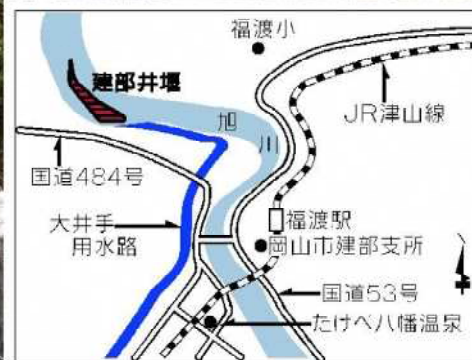 福渡小
建部井堰
旭
川
JR津山線
国道484号
大井手
用水路
福渡駅
岡山市建部支所
国道53号
たけべ八幡温泉